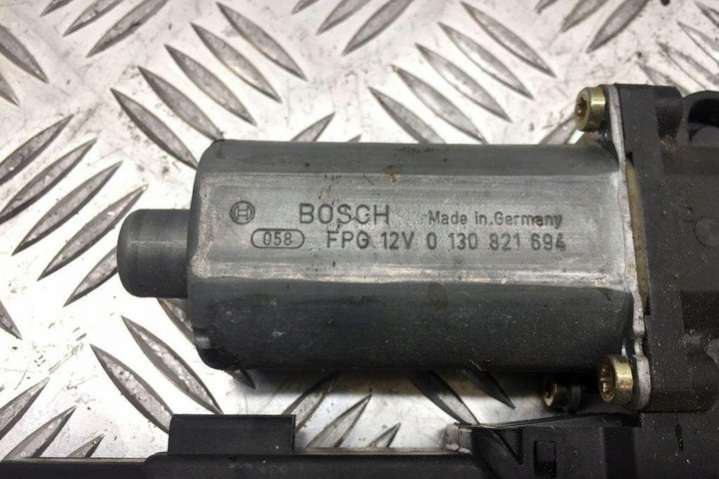 BOSCH Made in Germany
058 FPG 12V 0 130 821 694